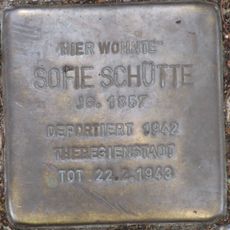 HIER WOHNTE
SOFIE SCHÜTTE
JG. 1857
DEPORTIERT 1942
THERESIENSTADT
TOT 22.2.1943